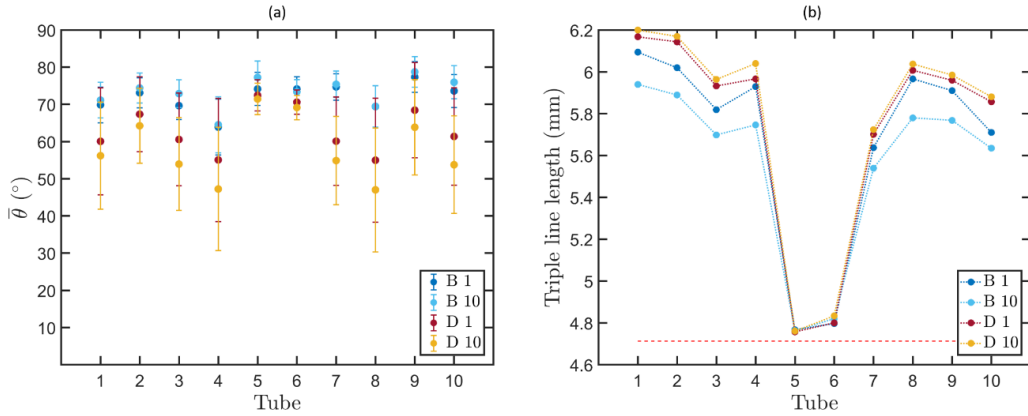 (a)
90
80
70
60
50
40
30
20
10
θ̅ (°)
1 2 3 4 5 6 7 8 9 10
Tube
B 1
B 10
D 1
D 10
(b)
6.2
6
5.8
5.6
5.4
5.2
5
4.8
4.6
Triple line length (mm)
1 2 3 4 5 6 7 8 9 10
Tube
B 1
B 10
D 1
D 10